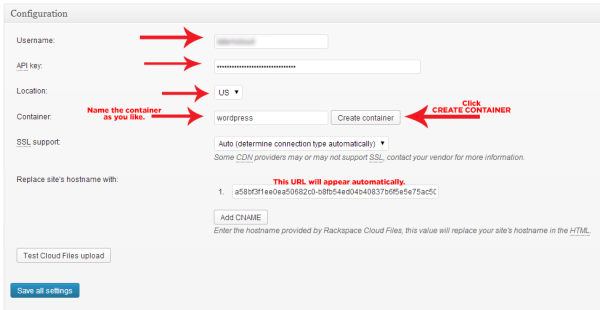 Configuration
Username:
API key:
••••••••••••••••••••••••••••••••
Location:
US
Name the container
as you like.
Click
CREATE CONTAINER
Container:
wordpress
Create container
SSL support:
Auto (determine connection type automatically)
Some CDN providers may or may not support SSL, contact your vendor for more information.
Replace site's hostname with:
This URL will appear automatically.
1. a58bf3f1ee0ea50682c0-b8fb54ed04b40837b6f5e5e75ac50
Add CNAME
Enter the hostname provided by Rackspace Cloud Files, this value will replace your site's hostname in the HTML.
Test Cloud Files upload
Save all settings